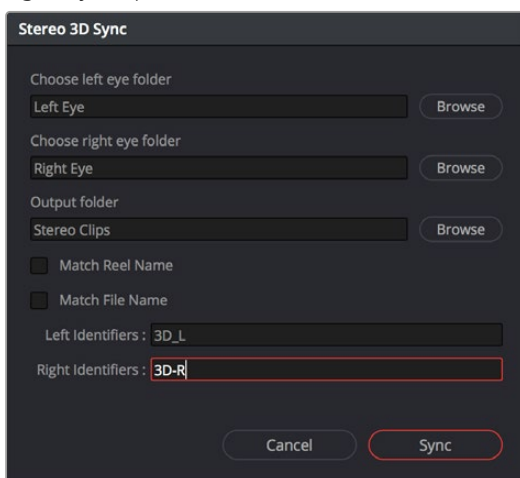 Stereo 3D Sync
Choose left eye folder
Left Eye Browse
Choose right eye folder
Right Eye Browse
Output folder
Stereo Clips Browse
Match Reel Name
Match File Name
Left Identifiers : 3D_L
Right Identifiers : 3D-R
Cancel Sync